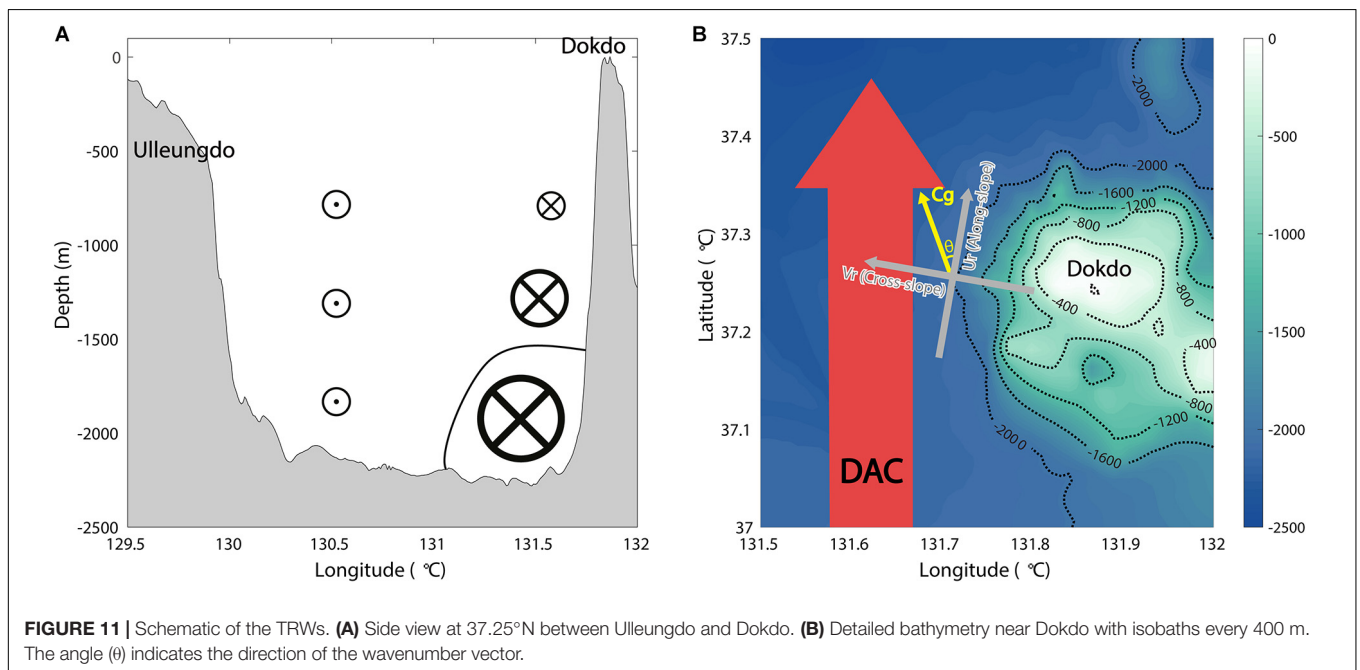 A
B
Dokdo
Ulleungdo
0
-500
-1000
-1500
-2000
-2500
Depth (m)
129.5
130
130.5
131
131.5
132
Longitude ( ℃)
37.5
37.4
37.3
37.2
37.1
37
Latitude ( ℃)
131.5
131.6
131.7
131.8
131.9
132
Longitude ( ℃)
DAC
Cg
θ
Ur (Along-slope)
Vr (Cross-slope)
Dokdo
-2000
-2000
-1600
-1200
-800
-400
-800
-400
-800
-1200
-1600
-2000
0
-500
-1000
-1500
-2000
-2500
FIGURE 11 | Schematic of the TRWs. (A) Side view at 37.25°N between Ulleungdo and Dokdo. (B) Detailed bathymetry near Dokdo with isobaths every 400 m.
The angle (θ) indicates the direction of the wavenumber vector.